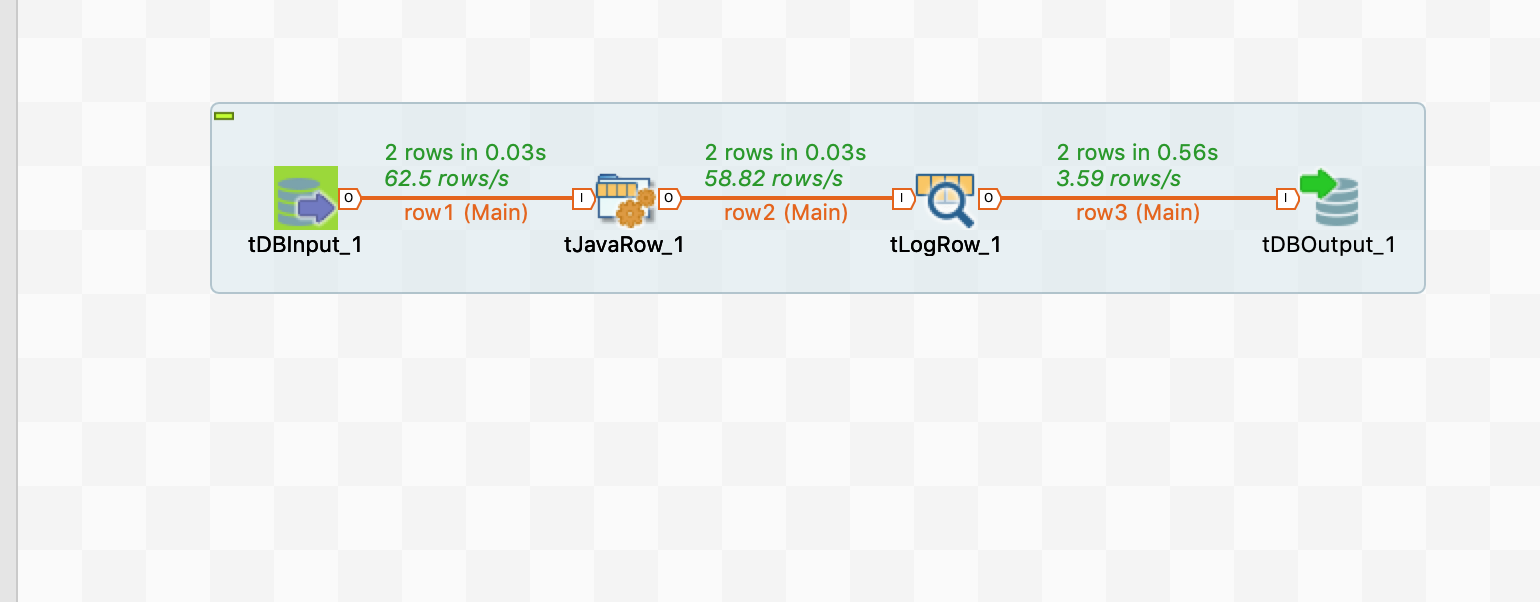 2 rows in 0.03s
62.5 rows/s
row1 (Main)
2 rows in 0.03s
58.82 rows/s
row2 (Main)
2 rows in 0.56s
3.59 rows/s
row3 (Main)
O
I
O
I
O
I
tDBInput_1
tJavaRow_1
tLogRow_1
tDBOutput_1